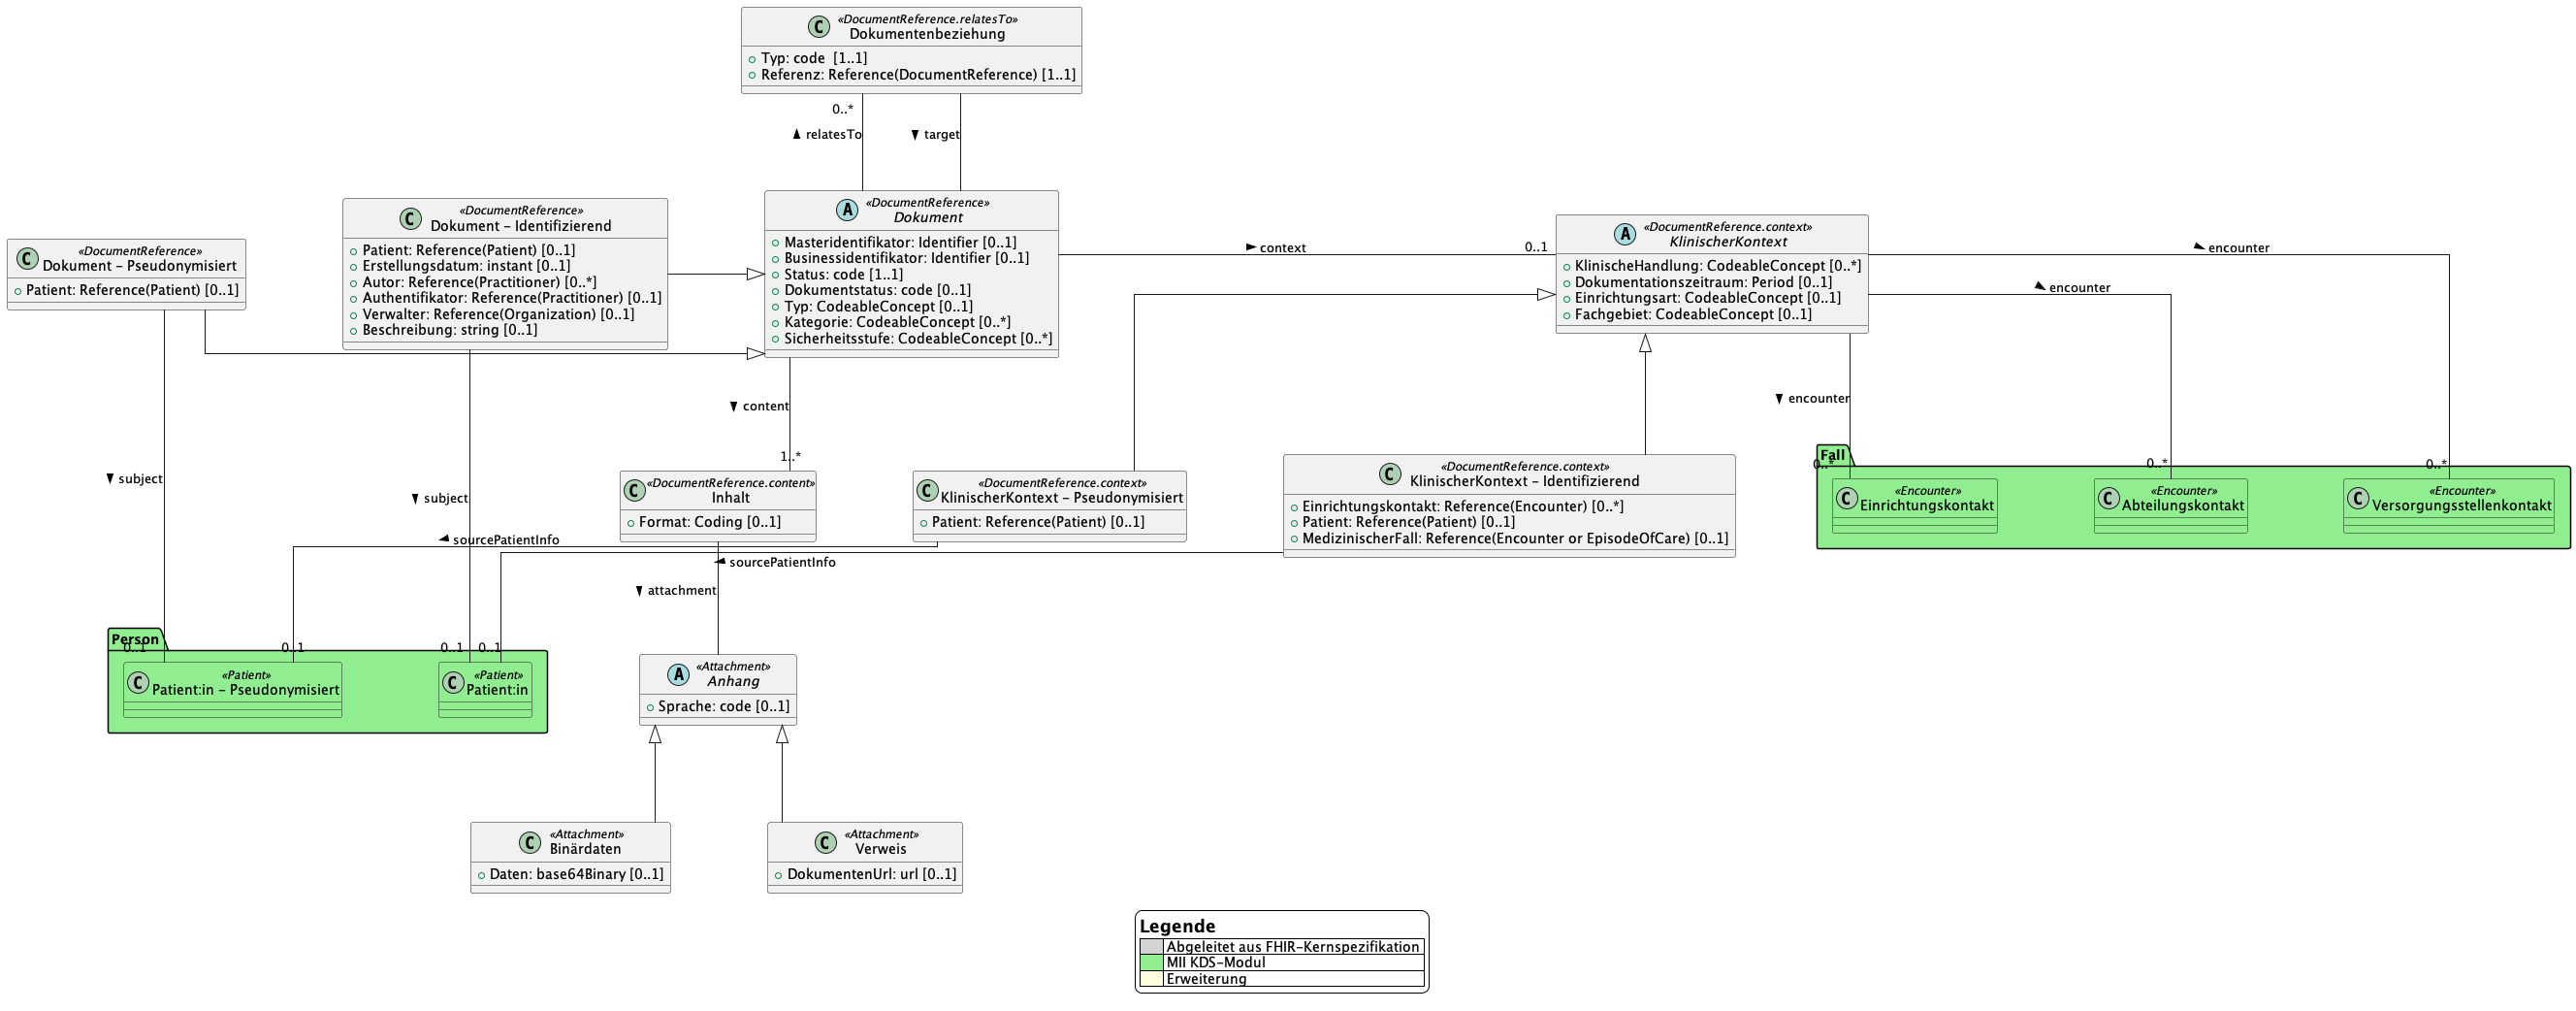 «DocumentReference.relatesTo»
C Dokumentenbeziehung
Typ: code [1..1]
Referenz: Reference(DocumentReference) [1..1]
0..*
relatesTo
target
«DocumentReference»
C Dokument – Pseudonymisiert
Patient: Reference(Patient) [0..1]
«DocumentReference»
C Dokument – Identifizierend
Patient: Reference(Patient) [0..1]
Erstellungsdatum: instant [0..1]
Autor: Reference(Practitioner) [0..*]
Authentifikator: Reference(Practitioner) [0..1]
Verwalter: Reference(Organization) [0..1]
Beschreibung: string [0..1]
«DocumentReference»
A Dokument
Masteridentifikator: Identifier [0..1]
Businessidentifikator: Identifier [0..1]
Status: code [1..1]
Dokumentstatus: code [0..1]
Typ: CodeableConcept [0..1]
Kategorie: CodeableConcept [0..*]
Sicherheitsstufe: CodeableConcept [0..*]
context
0..1
«DocumentReference.context»
A KlinischerKontext
KlinischeHandlung: CodeableConcept [0..*]
Dokumentationszeitraum: Period [0..1]
Einrichtungsart: CodeableConcept [0..1]
Fachgebiet: CodeableConcept [0..1]
encounter
encounter
encounter
content
1..*
subject
subject
«DocumentReference.content»
C Inhalt
Format: Coding [0..1]
«DocumentReference.context»
C KlinischerKontext – Pseudonymisiert
Patient: Reference(Patient) [0..1]
«DocumentReference.context»
C KlinischerKontext – Identifizierend
Einrichtungskontakt: Reference(Encounter) [0..*]
Patient: Reference(Patient) [0..1]
MedizinischerFall: Reference(Encounter or EpisodeOfCare) [0..1]
Fall
0..*
0..*
0..*
«Encounter»
C Einrichtungskontakt
«Encounter»
C Abteilungskontakt
«Encounter»
C Versorgungsstellenkontakt
sourcePatientInfo
sourcePatientInfo
attachment
Person
0..1
0..1
0..1
0..1
«Patient»
C Patient:in – Pseudonymisiert
«Patient»
C Patient:in
«Attachment»
A Anhang
Sprache: code [0..1]
«Attachment»
C Binärdaten
Daten: base64Binary [0..1]
«Attachment»
C Verweis
DokumentenUrl: url [0..1]
Legende
Abgeleitet aus FHIR–Kernspezifikation
MII KDS–Modul
Erweiterung